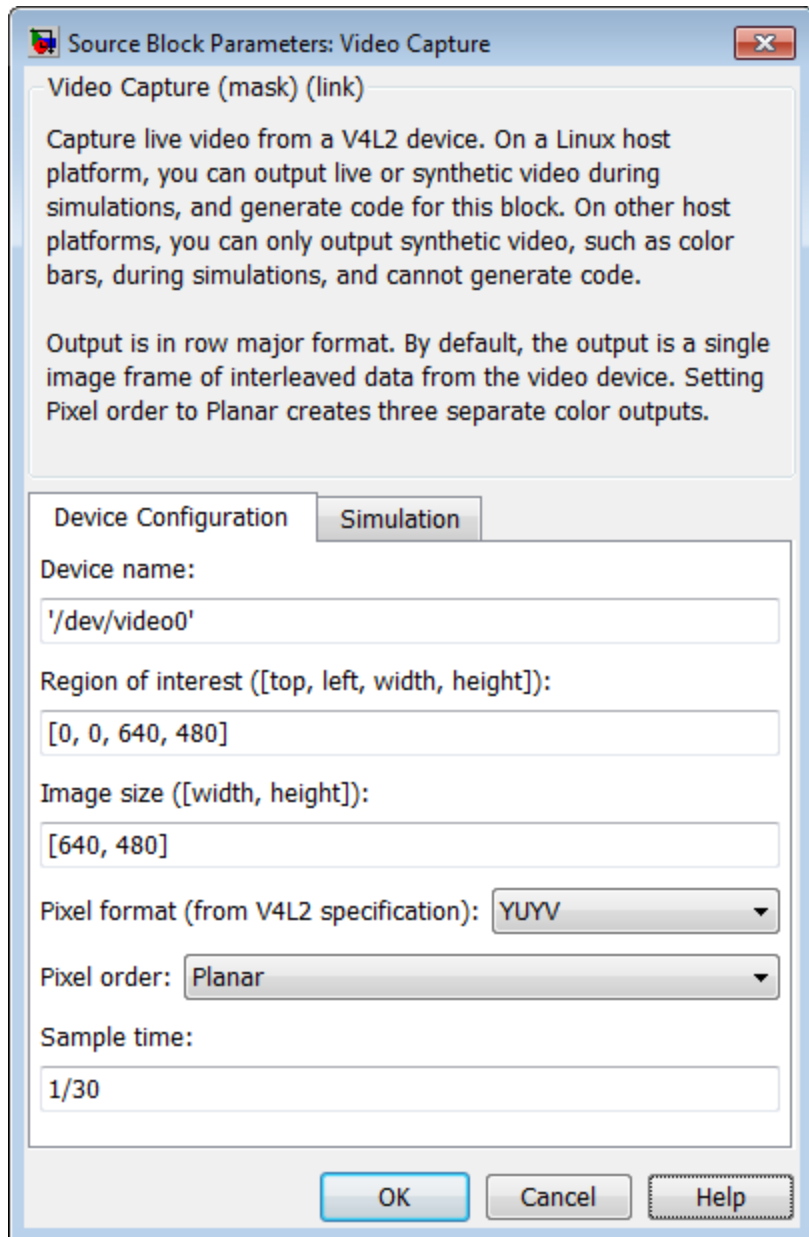 Source Block Parameters: Video Capture
Video Capture (mask) (link)
Capture live video from a V4L2 device. On a Linux host
platform, you can output live or synthetic video during
simulations, and generate code for this block. On other host
platforms, you can only output synthetic video, such as color
bars, during simulations, and cannot generate code.
Output is in row major format. By default, the output is a single
image frame of interleaved data from the video device. Setting
Pixel order to Planar creates three separate color outputs.
Device Configuration Simulation
Device name:
'/dev/video0'
Region of interest ([top, left, width, height]):
[0, 0, 640, 480]
Image size ([width, height]):
[640, 480]
Pixel format (from V4L2 specification): YUYV
Pixel order: Planar
Sample time:
1/30
OK Cancel Help